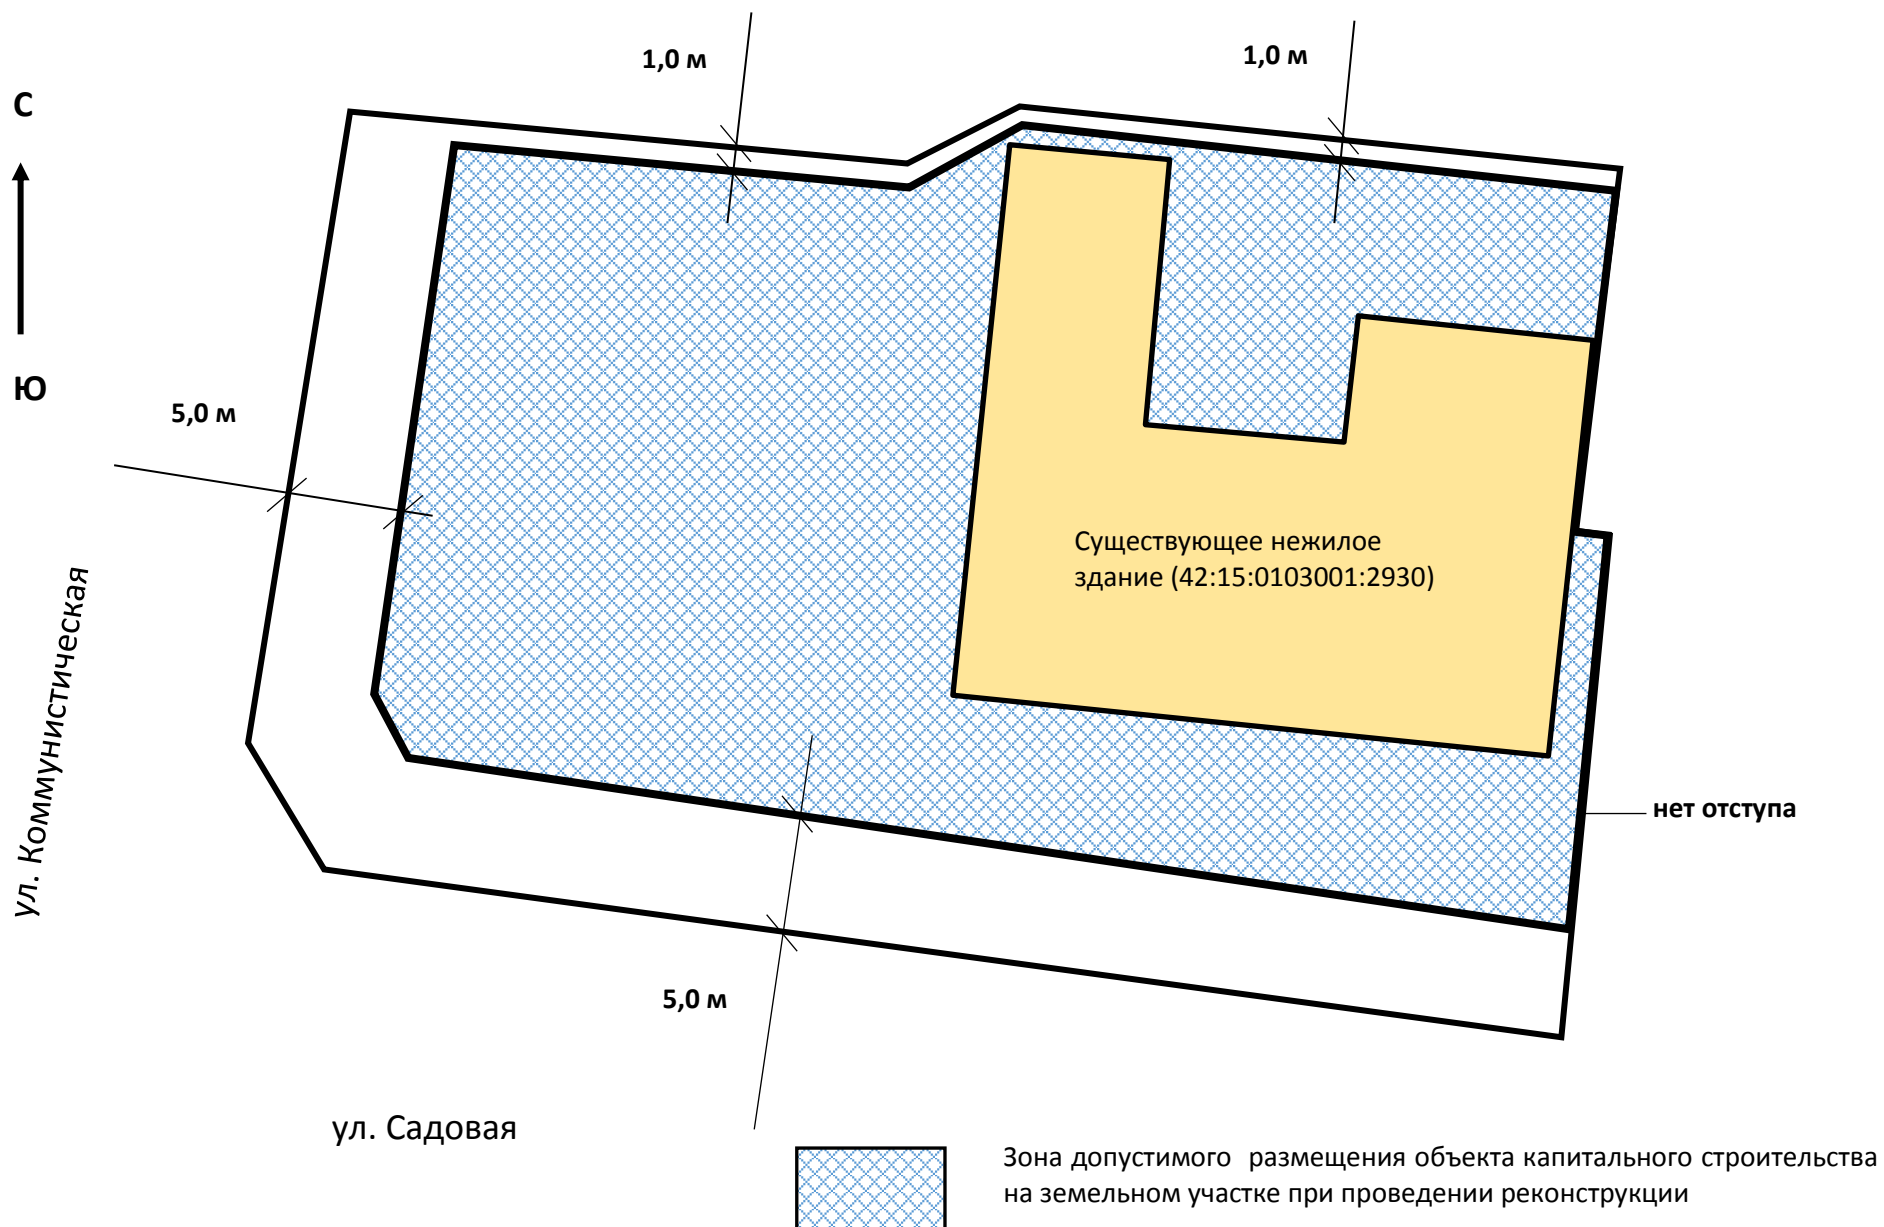 1,0 м
1,0 м
С
Ю
5,0 м
Существующее нежилое
здание (42:15:0103001:2930)
ул. Коммунистическая
нет отступа
5,0 м
ул. Садовая
Зона допустимого размещения объекта капитального строительства
на земельном участке при проведении реконструкции